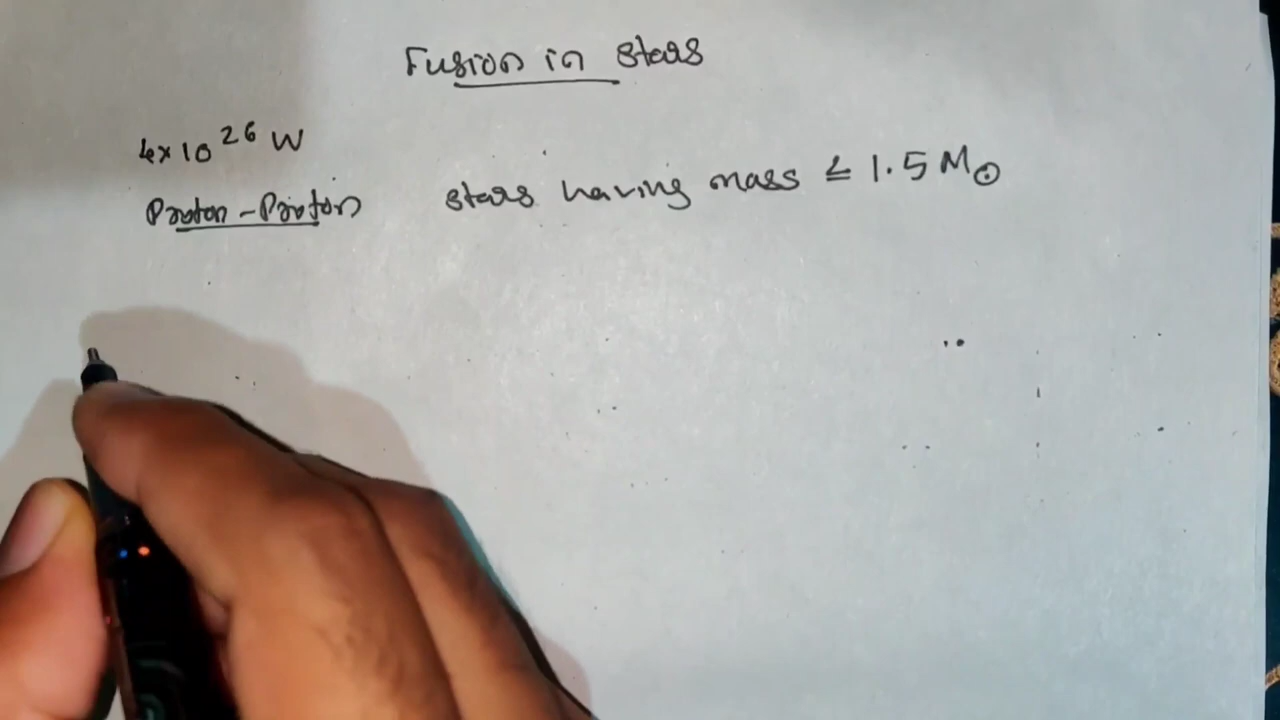 Fusion in stars
4×10²⁶ W
Proton-Proton stars having mass ≤ 1.5 M☉